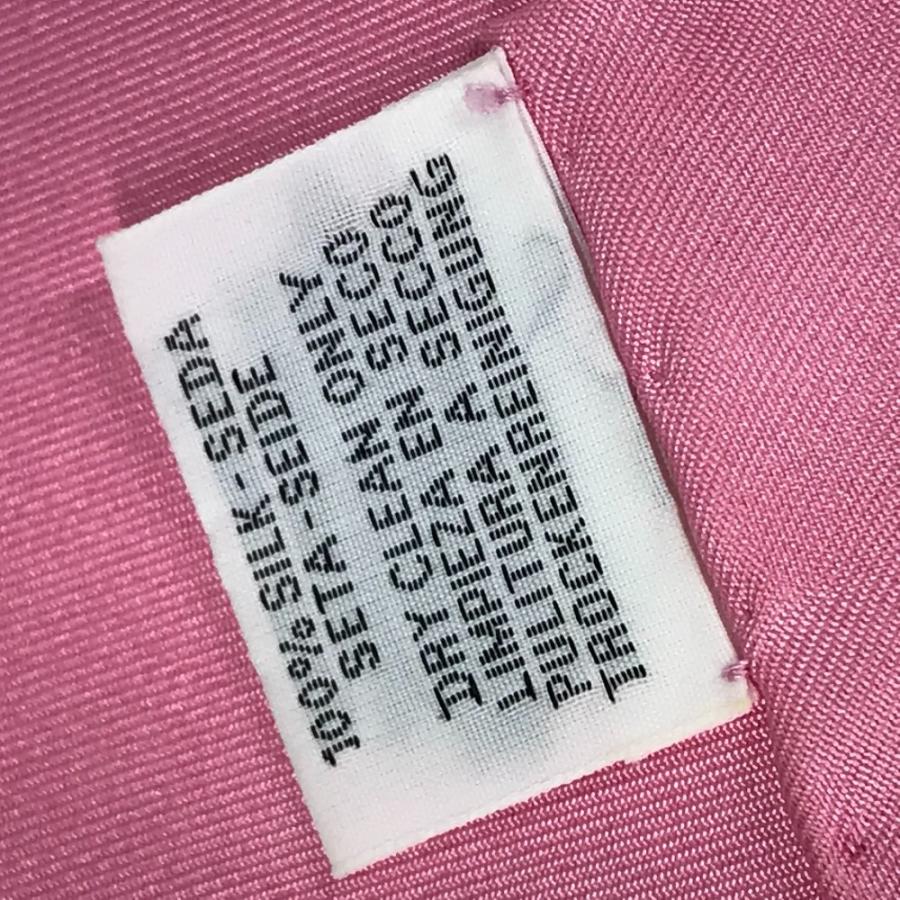 100% SILK-SEDA
SETA-SEIDE
DRY CLEAN ONLY
LIMPIEZA EN SECO
PULITURA A SECCO
TROCKENREINIGUNG